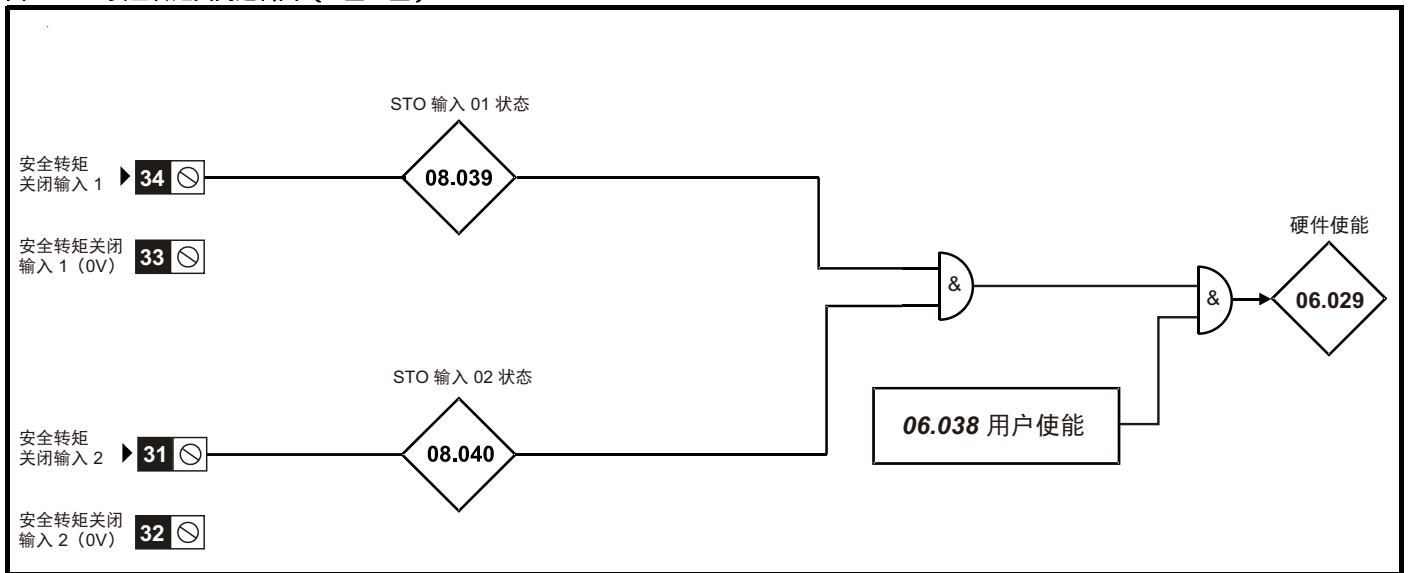 STO 输入 01 状态
安全转矩
关闭输入 1
34
08.039
安全转矩关闭
输入 1（0V）
33
硬件使能
&
&
06.029
STO 输入 02 状态
06.038 用户使能
安全转矩
关闭输入 2
31
08.040
安全转矩关闭
输入 2（0V）
32